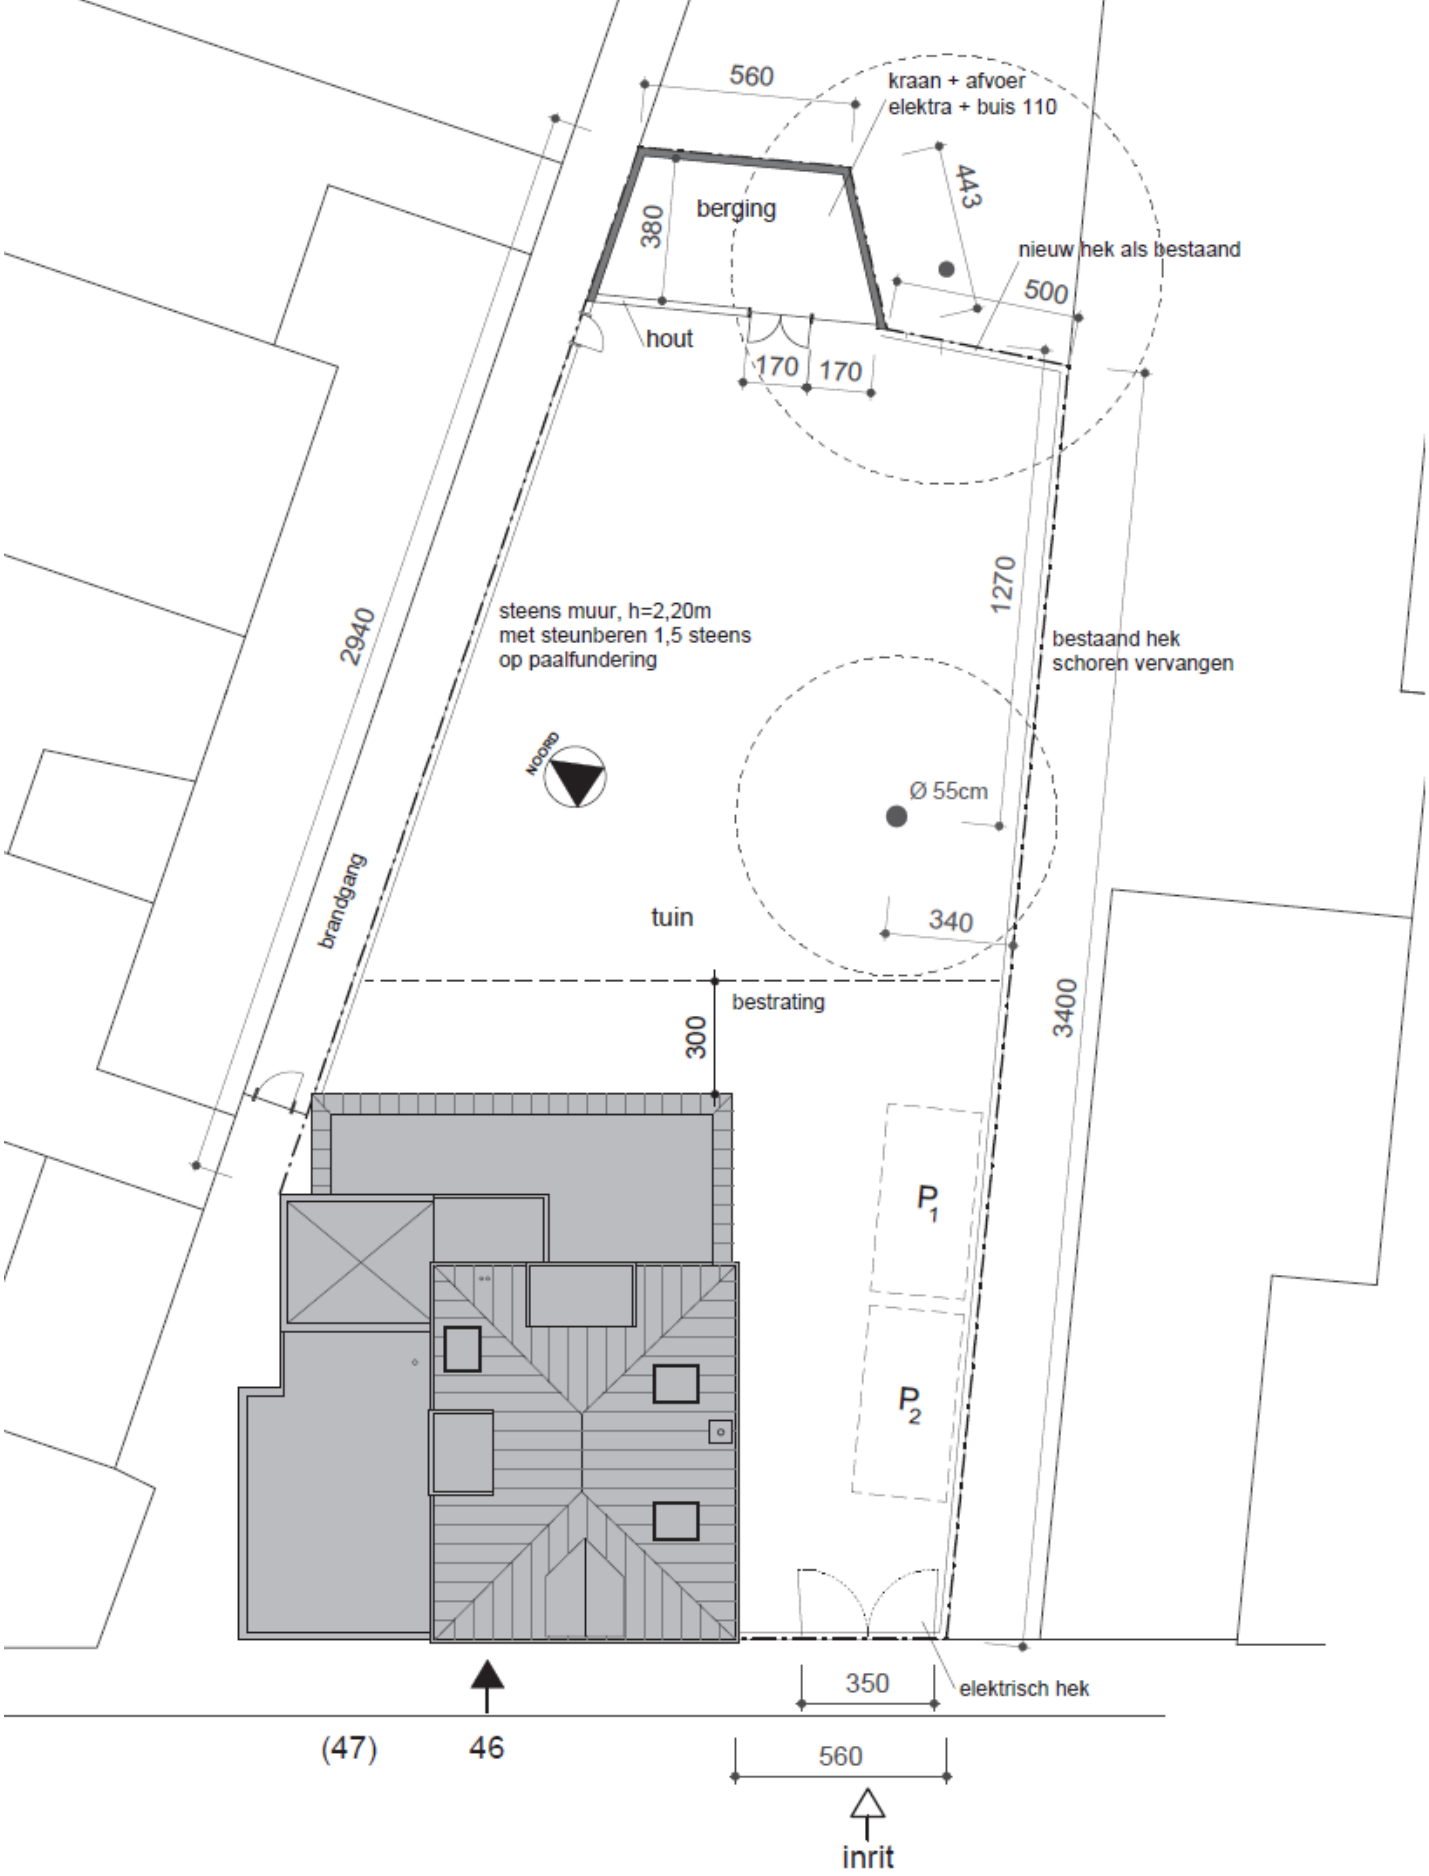 560
kraan + afvoer
elektra + buis 110
443
berging
380
nieuw hek als bestaand
500
hout
170
170
1270
2940
steens muur, h=2,20m
met steunberen 1,5 steens
op paalfundering
bestaand hek
schoren vervangen
NOORD
Ø 55cm
brandgang
tuin
340
bestrating
300
3400
P1
P2
350
elektrisch hek
(47)
46
560
inrit